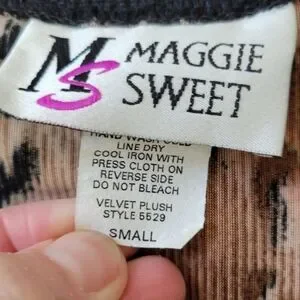 MS MAGGIE
SWEET
HAND WASH COLD
LINE DRY
COOL IRON WITH
PRESS CLOTH ON
REVERSE SIDE
DO NOT BLEACH
VELVET PLUSH
STYLE 5529
SMALL